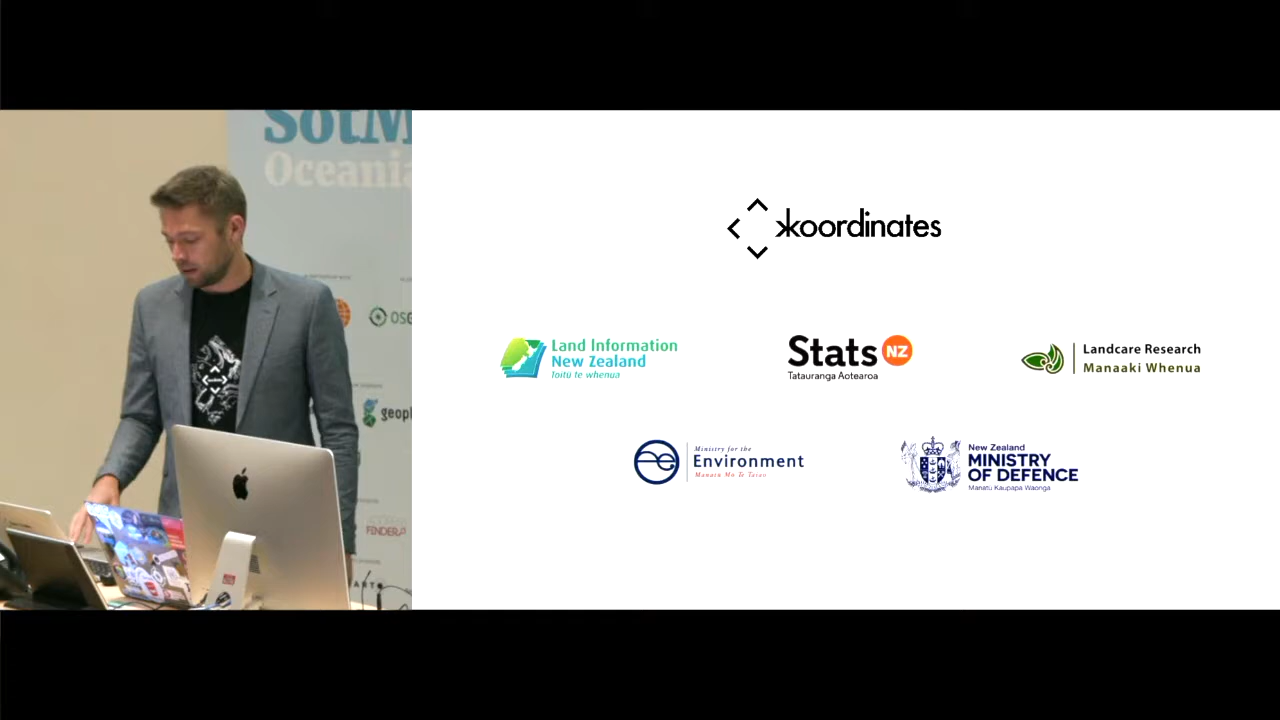 SotM
Oceania
OSG
geopl
FENDER
koordinates
Land Information
New Zealand
Toitū te whenua
Stats NZ
Tatauranga Aotearoa
Landcare Research
Manaaki Whenua
Ministry for the
Environment
Manatū Mō Te Taiao
New Zealand
MINISTRY
OF DEFENCE
Manatū Kaupapa Waonga